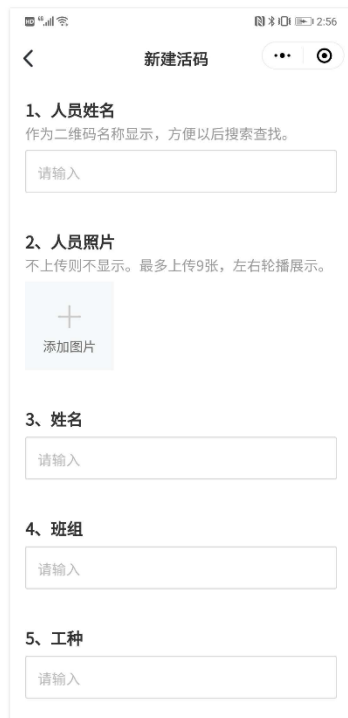 HD 2:56
新建活码
1、人员姓名
作为二维码名称显示，方便以后搜索查找。
请输入
2、人员照片
不上传则不显示。最多上传9张，左右轮播展示。
添加图片
3、姓名
请输入
4、班组
请输入
5、工种
请输入